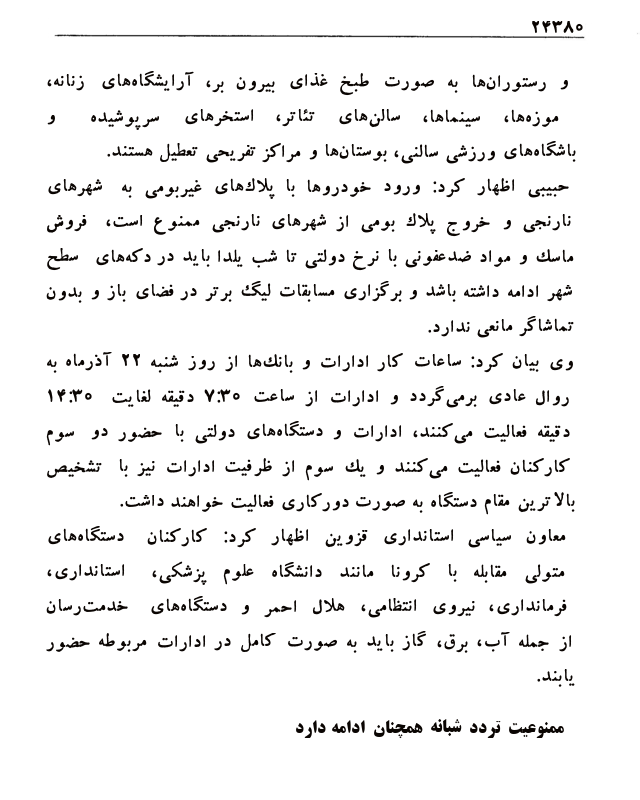 ۲۴۳۸۰
و رستوران‌ها به صورت طبخ غذای بیرون بر، آرایشگاه‌های زنانه،
موزه‌ها، سینماها، سالن‌های تئاتر، استخرهای سرپوشیده و
باشگاه‌های ورزشی سالنی، بوستان‌ها و مراکز تفریحی تعطیل هستند.
حبیبی اظهار کرد: ورود خودروها با پلاك‌های غیربومی به شهرهای
نارنجی و خروج پلاك بومی از شهرهای نارنجی ممنوع است، فروش
ماسك و مواد ضدعفونی با نرخ دولتی تا شب یلدا باید در دکه‌های سطح
شهر ادامه داشته باشد و برگزاری مسابقات لیگ برتر در فضای باز و بدون
تماشاگر مانعی ندارد.
وی بیان کرد: ساعات کار ادارات و بانك‌ها از روز شنبه ۲۲ آذرماه به
روال عادی برمی‌گردد و ادارات از ساعت ۷:۳۰ دقیقه لغایت ۱۴:۳۰
دقیقه فعالیت می‌کنند، ادارات و دستگاه‌های دولتی با حضور دو سوم
کارکنان فعالیت می‌کنند و یك سوم از ظرفیت ادارات نیز با تشخیص
بالاترین مقام دستگاه به صورت دورکاری فعالیت خواهند داشت.
معاون سیاسی استانداری قزوین اظهار کرد: کارکنان دستگاه‌های
متولی مقابله با کرونا مانند دانشگاه علوم پزشکی، استانداری،
فرمانداری، نیروی انتظامی، هلال احمر و دستگاه‌های خدمت‌رسان
از جمله آب، برق، گاز باید به صورت کامل در ادارات مربوطه حضور
یابند.
ممنوعیت تردد شبانه همچنان ادامه دارد